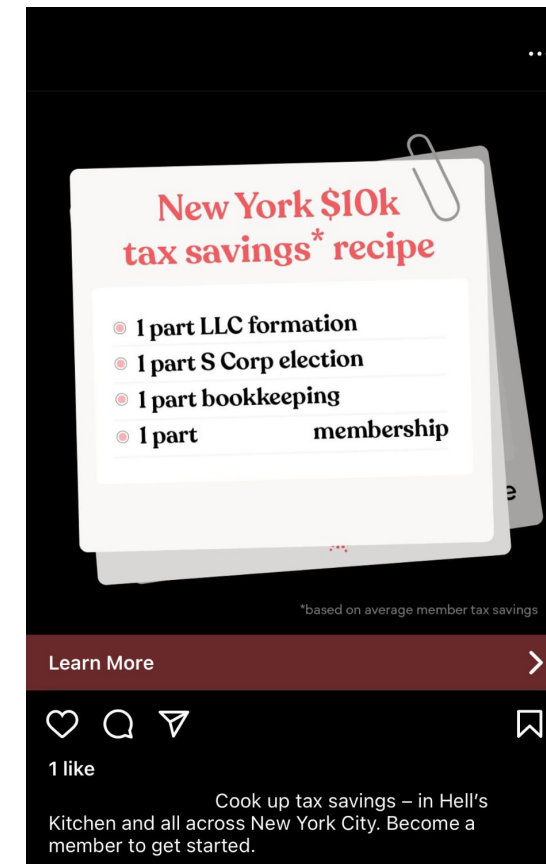 New York $10k
tax savings* recipe
1 part LLC formation
1 part S Corp election
1 part bookkeeping
1 part membership
e
*based on average member tax savings
Learn More
1 like
Cook up tax savings – in Hell's
Kitchen and all across New York City. Become a
member to get started.